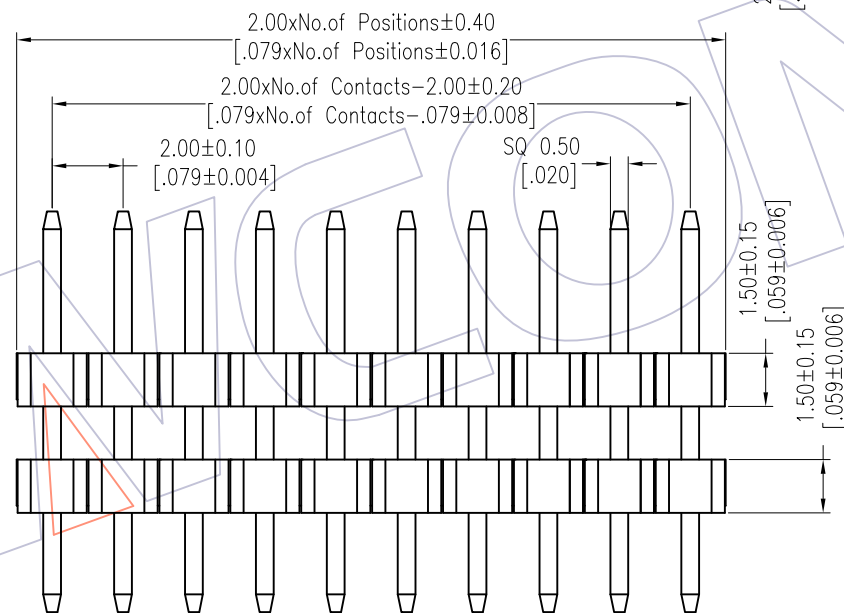 2.00xNo.of Positions±0.40
[.079xNo.of Positions±0.016]
2.00xNo.of Contacts-2.00±0.20
[.079xNo.of Contacts-.079±0.008]
2.00±0.10
[.079±0.004]
SQ 0.50
[.020]
1.50±0.15
[.059±0.006]
1.50±0.15
[.059±0.006]